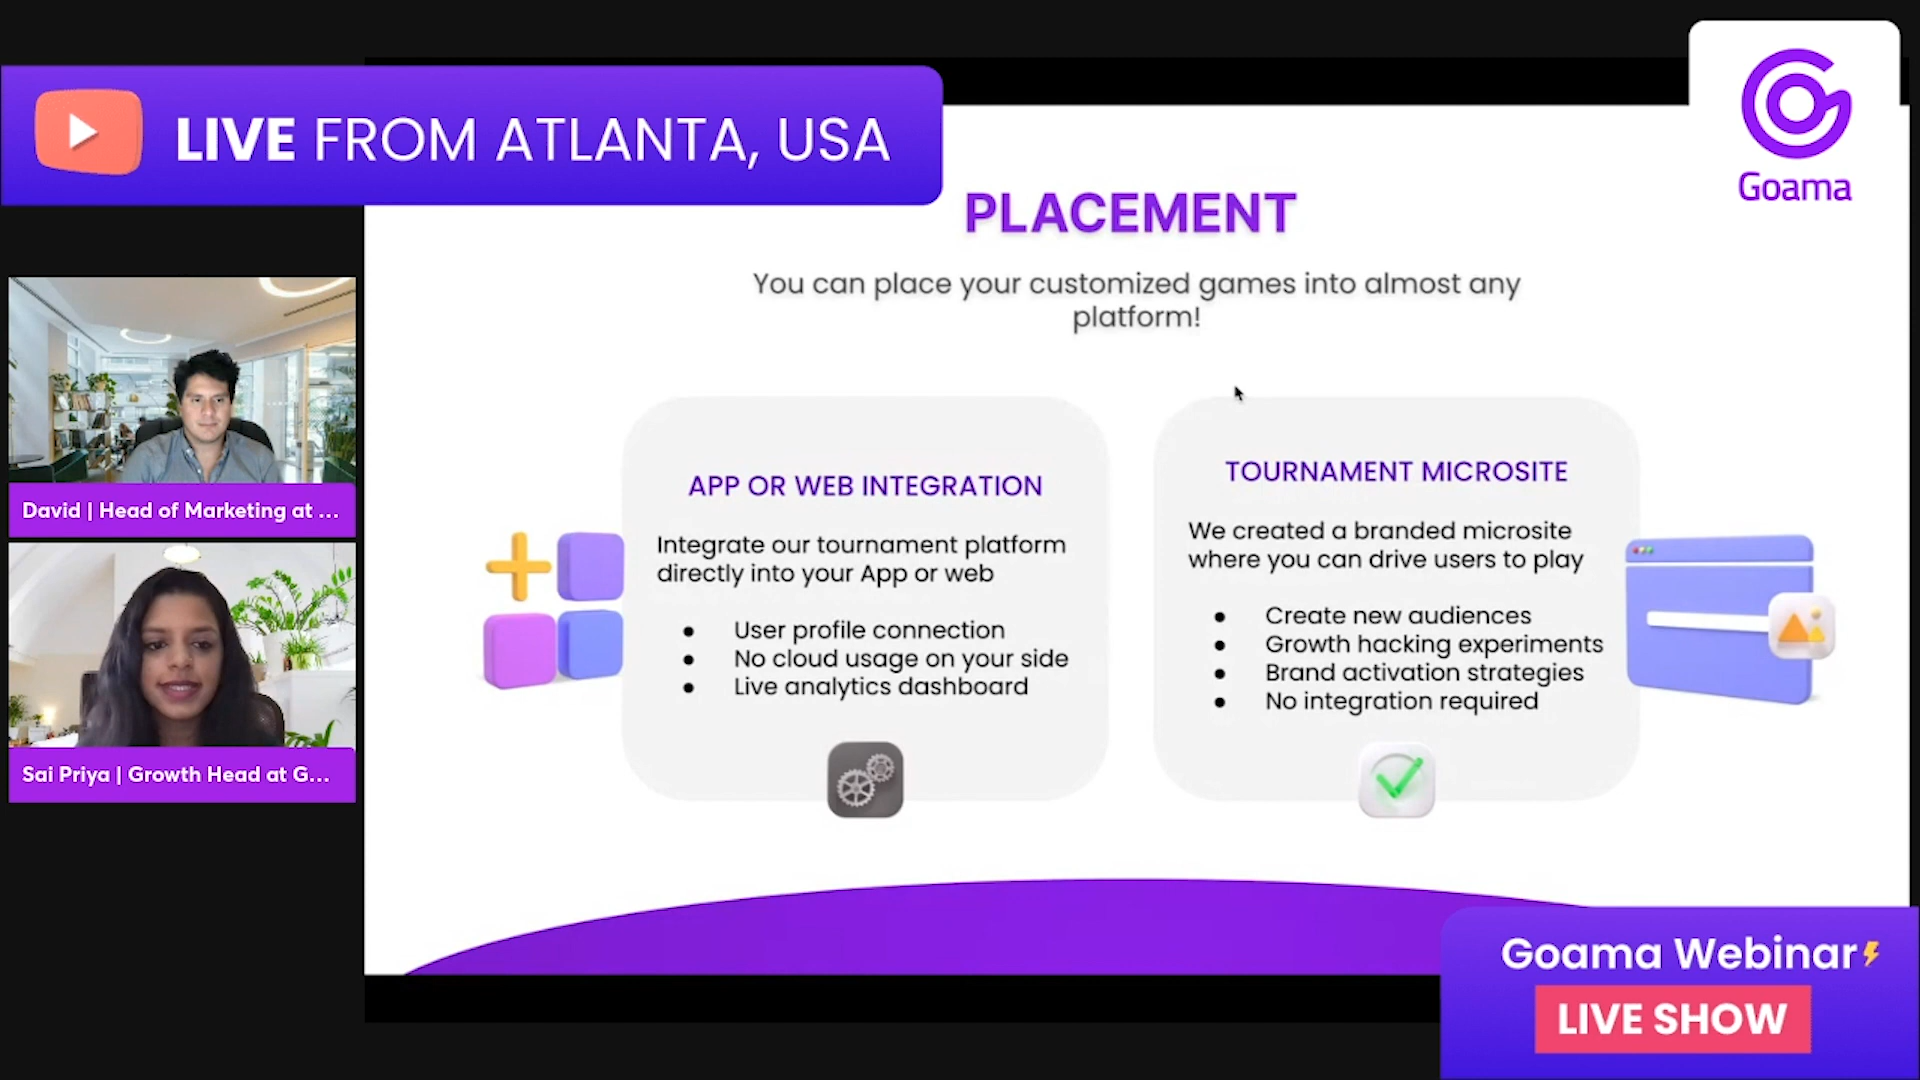 LIVE FROM ATLANTA, USA
Goama
PLACEMENT
You can place your customized games into almost any
platform!
David | Head of Marketing at ...
Sai Priya | Growth Head at G...
APP OR WEB INTEGRATION
Integrate our tournament platform
directly into your App or web
● User profile connection
● No cloud usage on your side
● Live analytics dashboard
TOURNAMENT MICROSITE
We created a branded microsite
where you can drive users to play
● Create new audiences
● Growth hacking experiments
● Brand activation strategies
● No integration required
Goama Webinar
LIVE SHOW